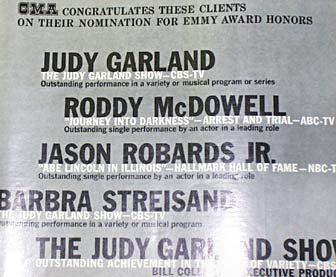 CMA CONGRATULATES THESE CLIENTS
ON THEIR NOMINATION FOR EMMY AWARD HONORS
JUDY GARLAND
THE JUDY GARLAND SHOW—CBS-TV
Outstanding performance in a variety or musical program or series
RODDY McDOWELL
"JOURNEY INTO DARKNESS"—ARREST AND TRIAL—ABC-TV
Outstanding single performance by an actor in a leading role
JASON ROBARDS JR.
"ABE LINCOLN IN ILLINOIS"—HALLMARK HALL OF FAME—NBC-TV
Outstanding single performance by an actor in a leading role
BARBRA STREISAND
THE JUDY GARLAND SHOW—CBS-TV
Outstanding performance in a variety or musical program
THE JUDY GARLAND SHOW
OUTSTANDING ACHIEVEMENT IN THE OF VARIETY—
BILL EXECUTIVE PRODUC